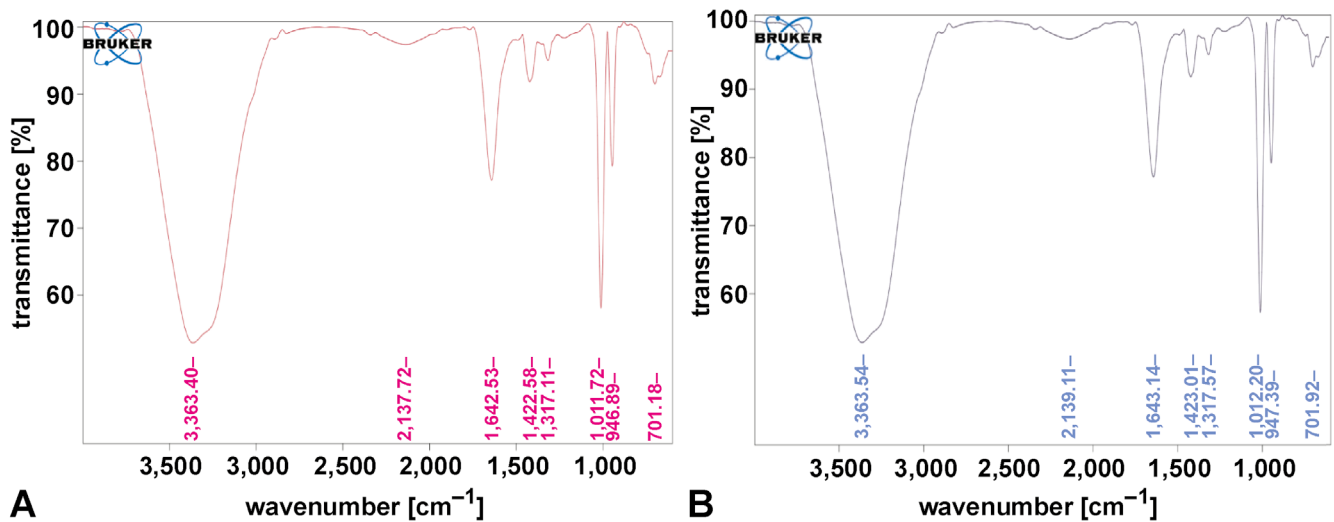 BRUKER
100
90
80
70
60
transmittance [%]
3,363.40
2,137.72
1,642.53
1,422.58
1,317.11
1,011.72
946.89
701.18
3,500 3,000 2,500 2,000 1,500 1,000
wavenumber [cm⁻¹]
A
BRUKER
100
90
80
70
60
transmittance [%]
3,363.54
2,139.11
1,643.14
1,423.01
1,317.57
1,012.20
947.39
701.92
3,500 3,000 2,500 2,000 1,500 1,000
wavenumber [cm⁻¹]
B